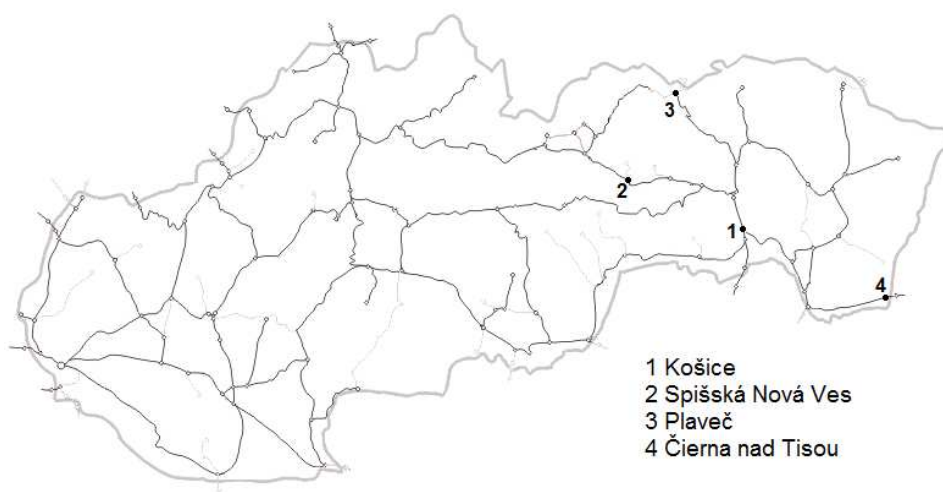 3
2
1
4
1 Košice
2 Spišská Nová Ves
3 Plaveč
4 Čierna nad Tisou